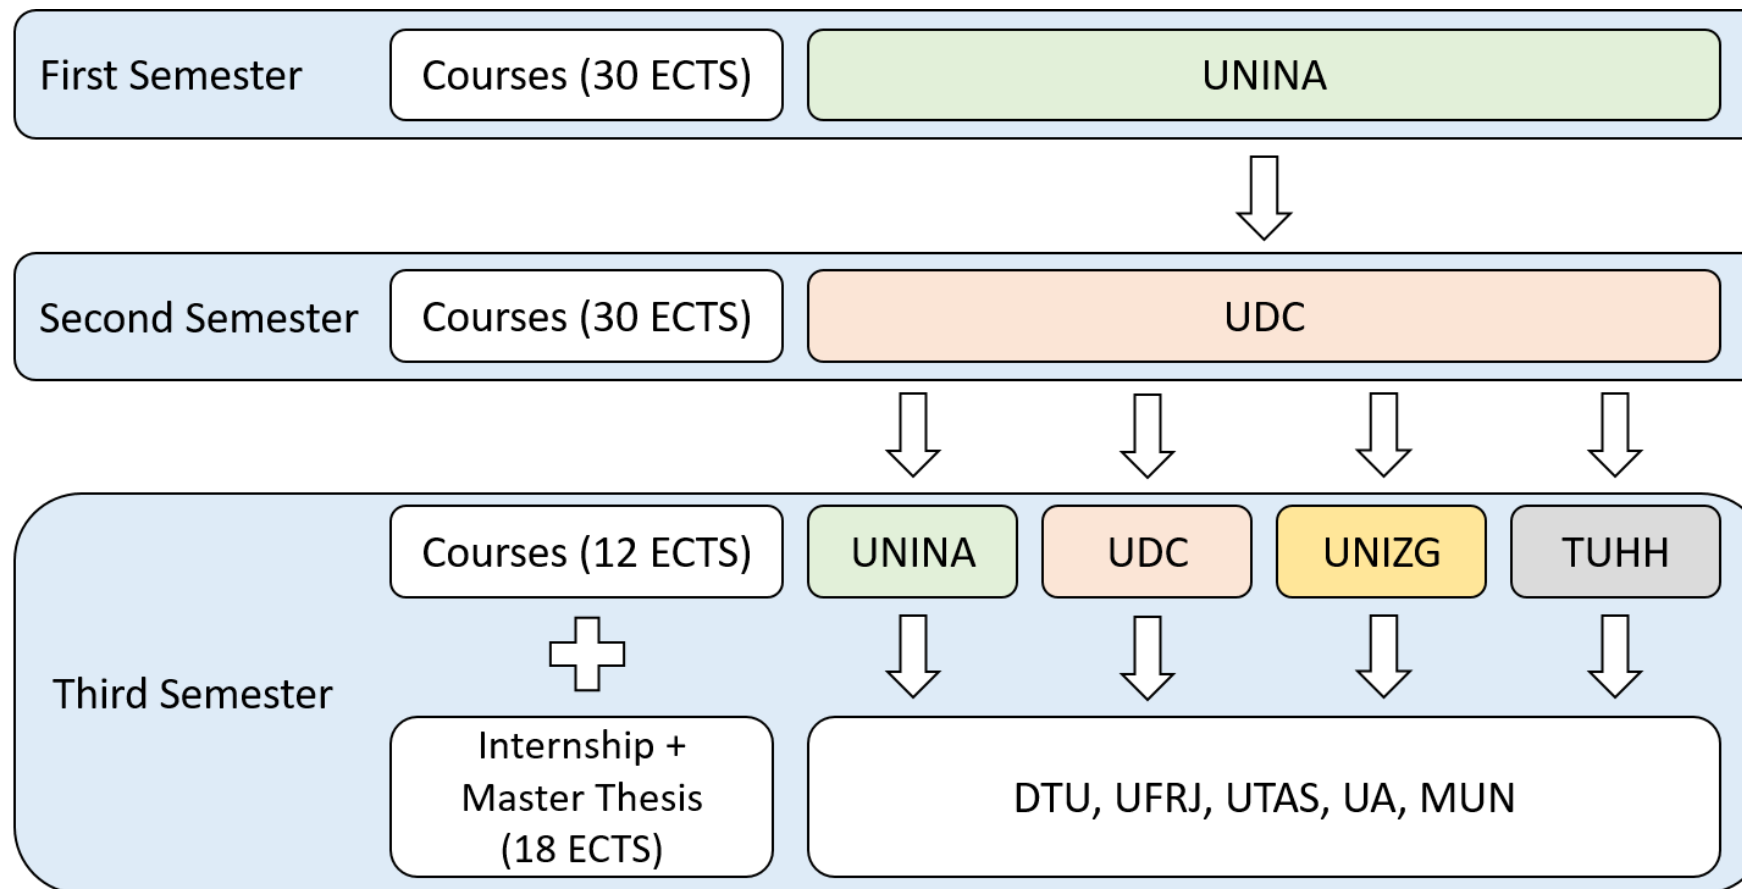 First Semester
Courses (30 ECTS)
UNINA
Second Semester
Courses (30 ECTS)
UDC
Third Semester
Courses (12 ECTS)
UNINA
UDC
UNIZG
TUHH
Internship +
Master Thesis
(18 ECTS)
DTU, UFRJ, UTAS, UA, MUN